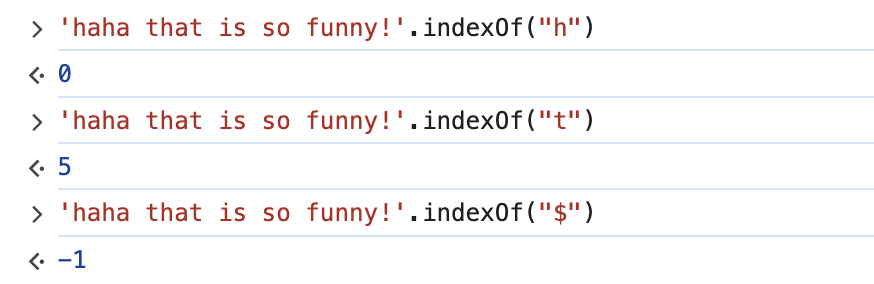 > 'haha that is so funny!'.indexOf("h")
0
> 'haha that is so funny!'.indexOf("t")
5
> 'haha that is so funny!'.indexOf("$")
-1